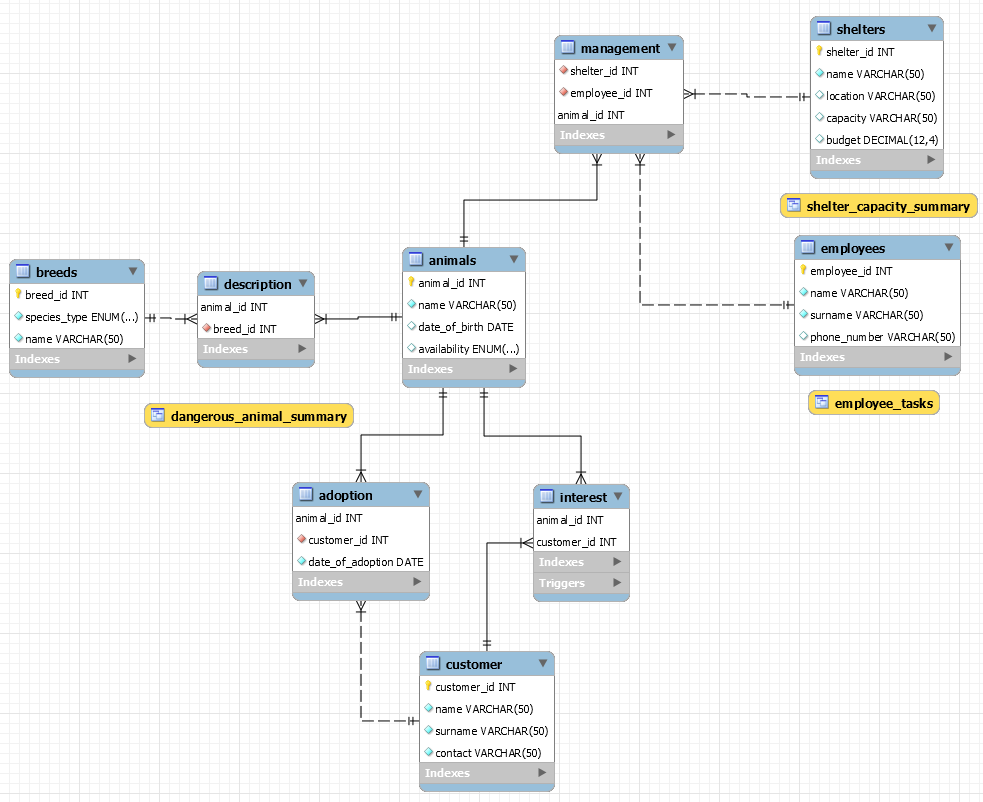 management
shelter_id INT
employee_id INT
animal_id INT
Indexes
shelters
shelter_id INT
name VARCHAR(50)
location VARCHAR(50)
capacity VARCHAR(50)
budget DECIMAL(12,4)
Indexes
shelter_capacity_summary
employees
employee_id INT
name VARCHAR(50)
surname VARCHAR(50)
phone_number VARCHAR(50)
Indexes
employee_tasks
breeds
breed_id INT
species_type ENUM(...)
name VARCHAR(50)
Indexes
description
animal_id INT
breed_id INT
Indexes
animals
animal_id INT
name VARCHAR(50)
date_of_birth DATE
availability ENUM(...)
Indexes
dangerous_animal_summary
adoption
animal_id INT
customer_id INT
date_of_adoption DATE
Indexes
interest
animal_id INT
customer_id INT
Indexes
Triggers
customer
customer_id INT
name VARCHAR(50)
surname VARCHAR(50)
contact VARCHAR(50)
Indexes